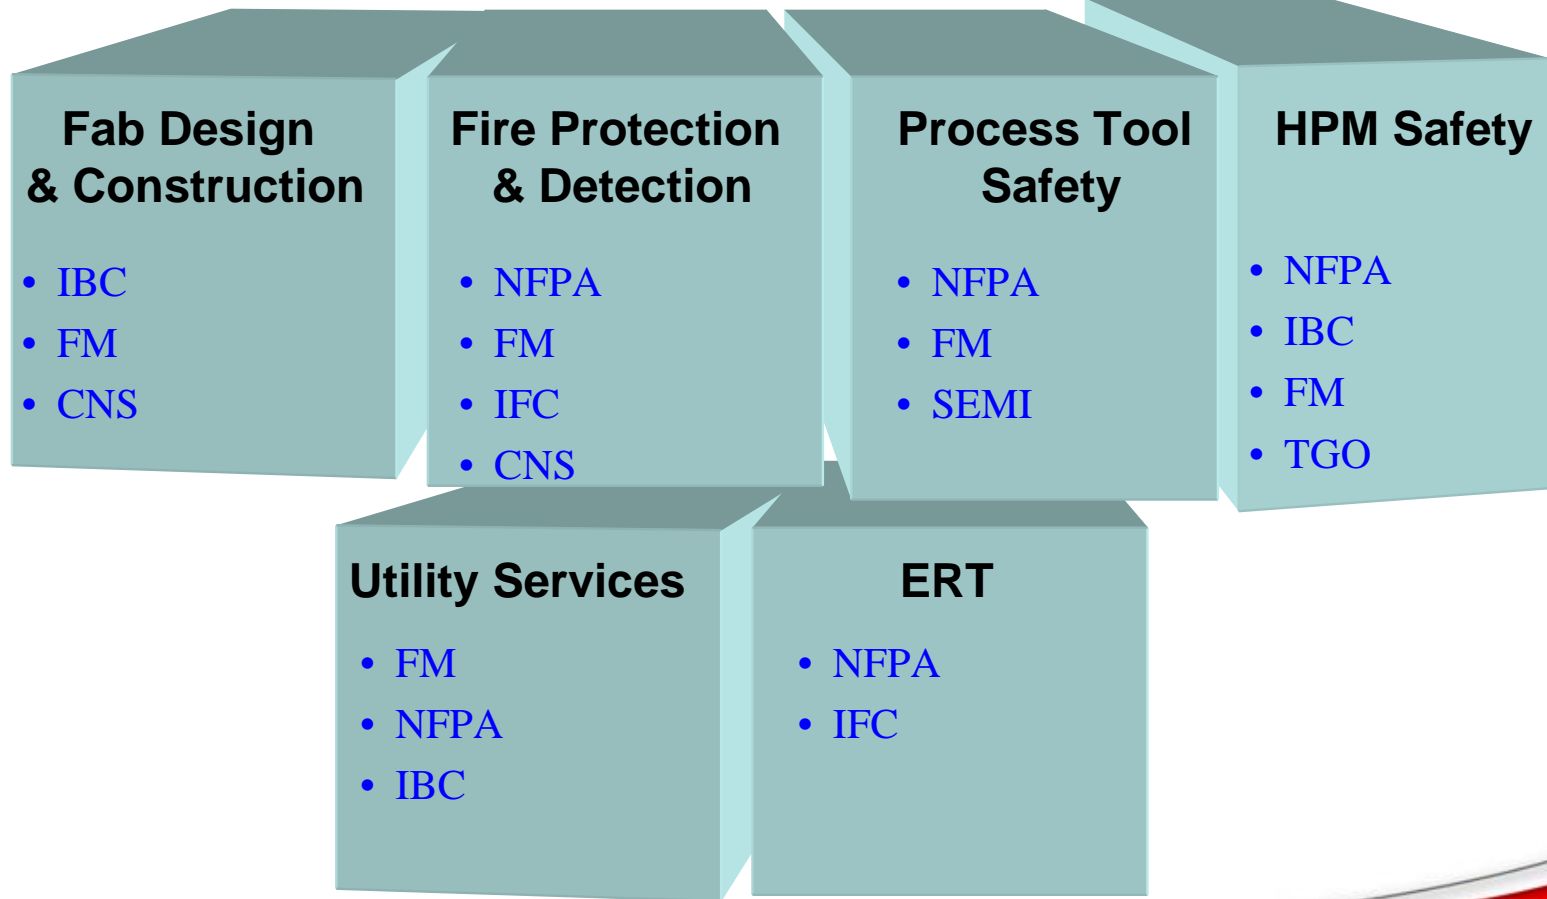 Fab Design
& Construction
• IBC
• FM
• CNS
Fire Protection
& Detection
• NFPA
• FM
• IFC
• CNS
Process Tool
Safety
• NFPA
• FM
• SEMI
HPM Safety
• NFPA
• IBC
• FM
• TGO
Utility Services
• FM
• NFPA
• IBC
ERT
• NFPA
• IFC